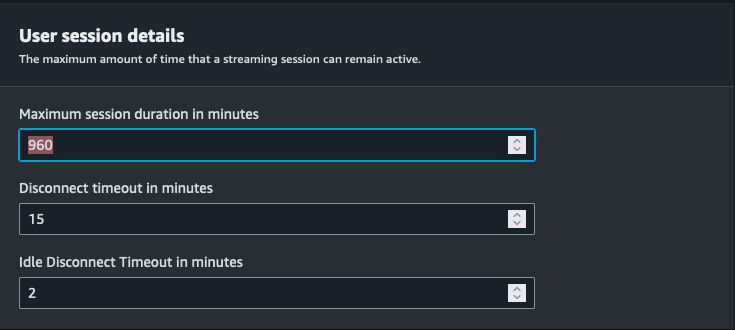 User session details
The maximum amount of time that a streaming session can remain active.
Maximum session duration in minutes
960
Disconnect timeout in minutes
15
Idle Disconnect Timeout in minutes
2